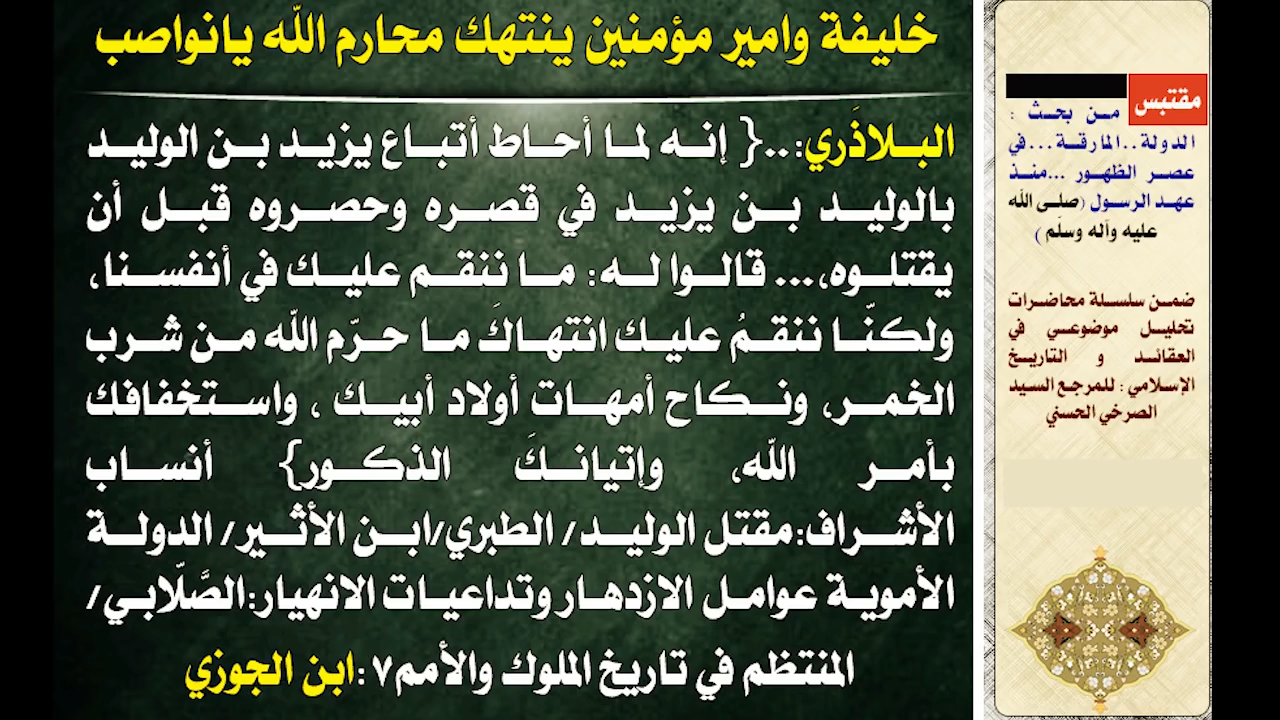 خليفة وامير مؤمنين ينتهك محارم الله يانواصب
البلاذَري:..{ إنه لما أحاط أتباع يزيد بن الوليد
بالوليد بن يزيد في قصره وحصروه قبل أن
يقتلوه،... قالوا له: ما ننقم عليك في أنفسنا،
ولكنّا ننقمُ عليك انتهاكَ ما حرّم الله من شرب
الخمر، ونكاح أمهات أولاد أبيك ، واستخفافك
بأمر الله، وإتيانكَ الذكور} أنساب
الأشراف:مقتل الوليد/ الطبري/ابن الأثير/ الدولة
الأموية عوامل الازدهار وتداعيات الانهيار:الصَّلّابي/
المنتظم في تاريخ الملوك والأمم٧ :ابن الجوزي
مقتبس
من بحث :
الدولة..المارقة...في
عصر الظهور ...منذ
عهد الرسول (صلى الله
عليه وآله وسلّم )
ضمن سلسلة محاضرات
تحليل موضوعي في
العقائد و التاريخ
الإسلامي : للمرجع السيد
الصرخي الحسني